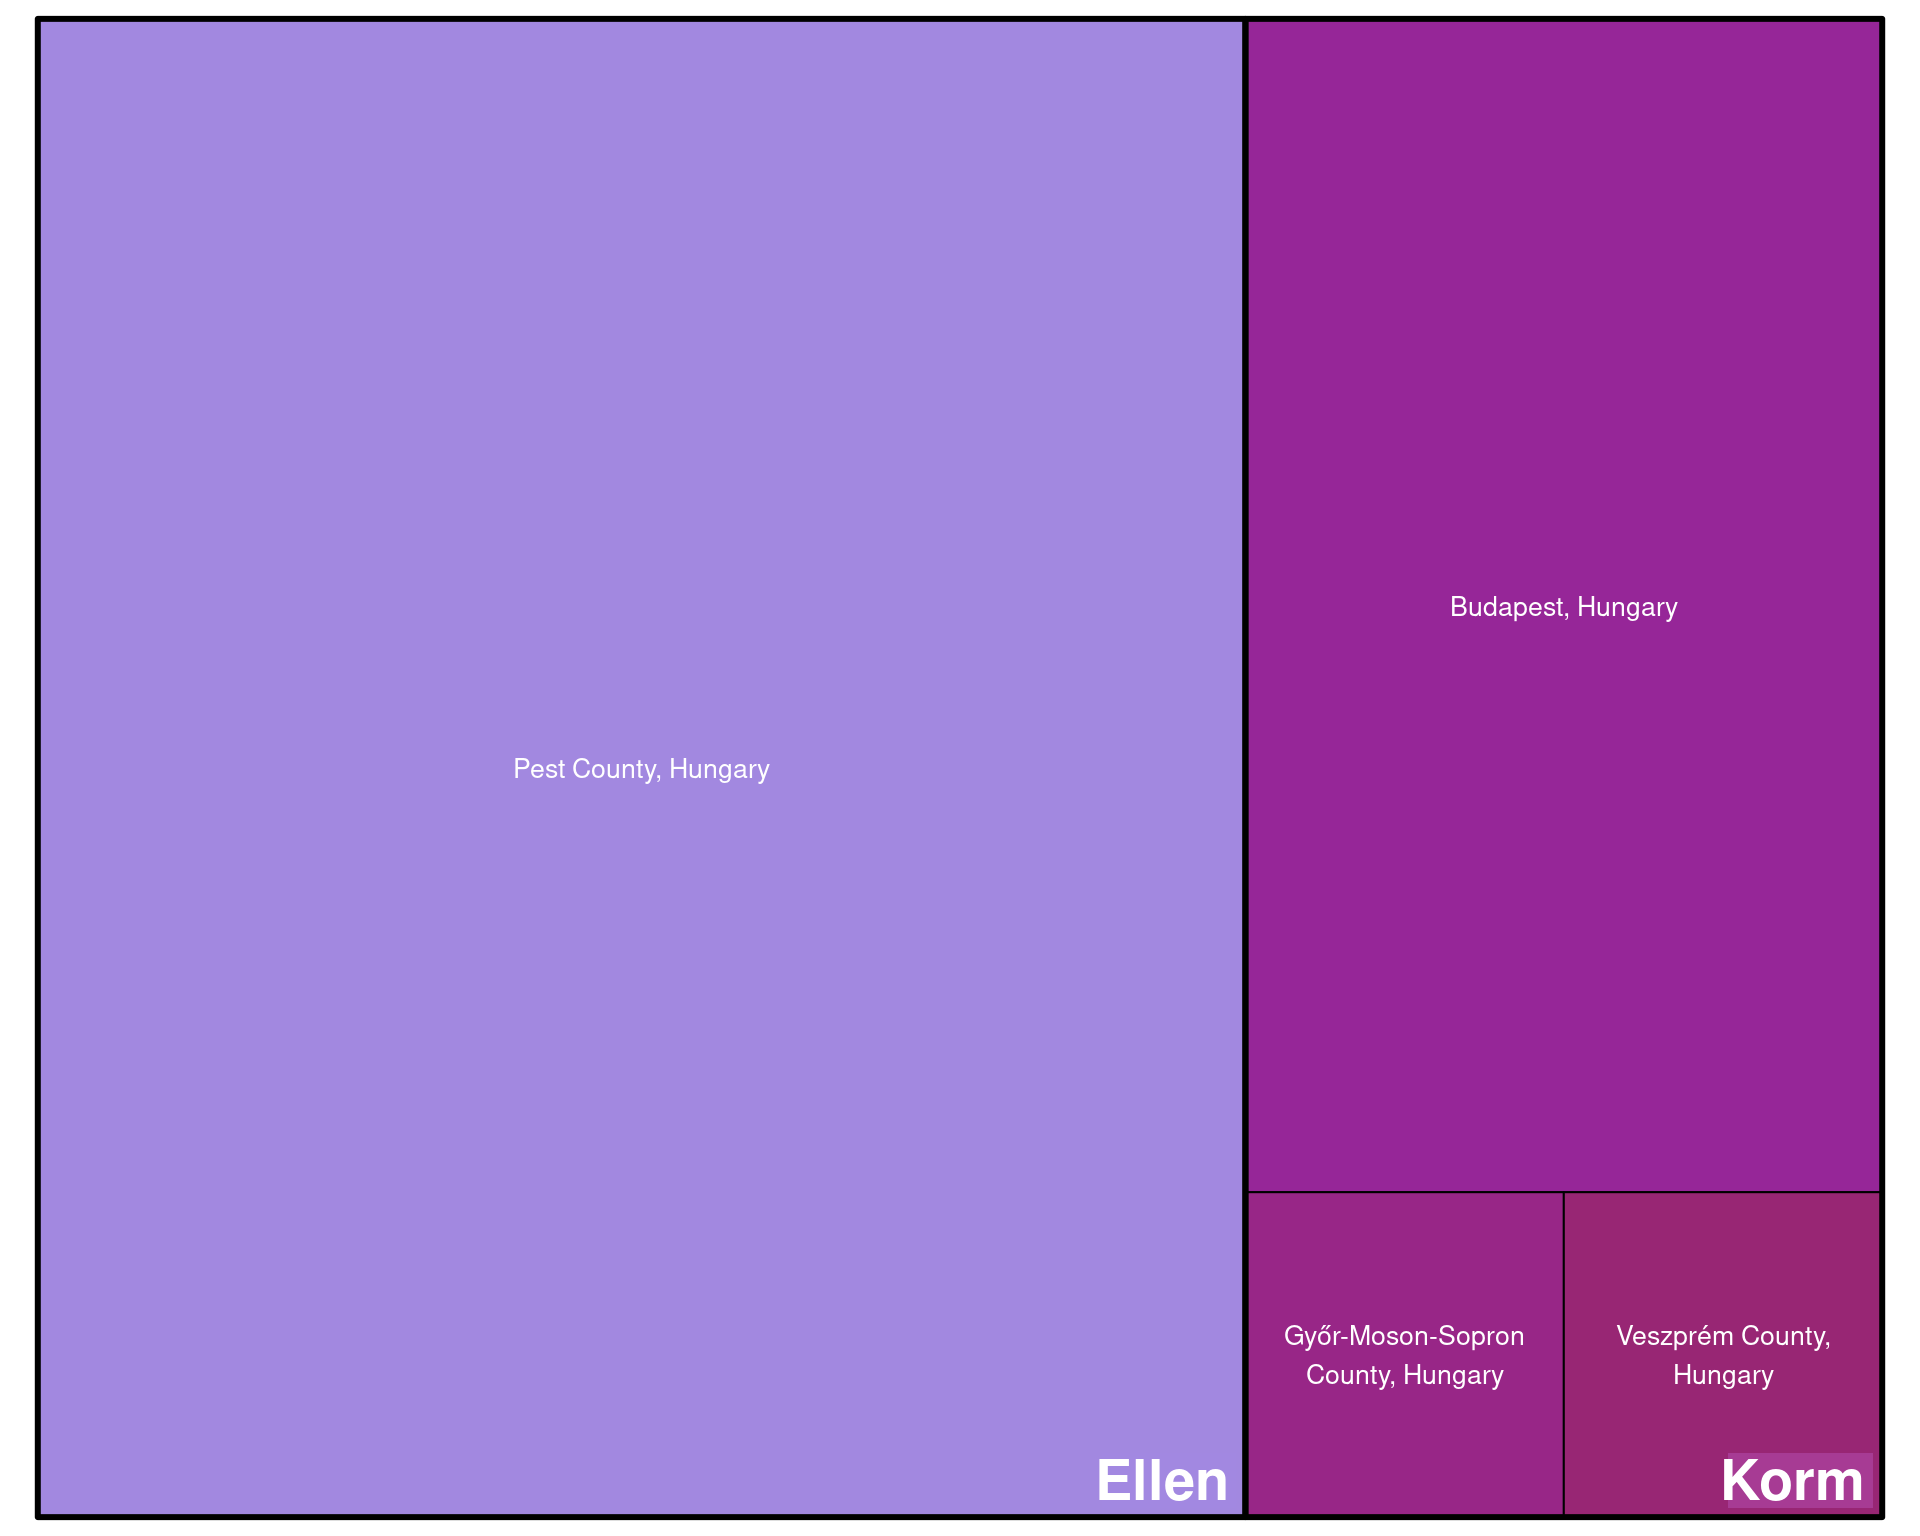 Budapest, Hungary
Pest County, Hungary
Győr-Moson-Sopron
County, Hungary
Veszprém County,
Hungary
Ellen
Korm